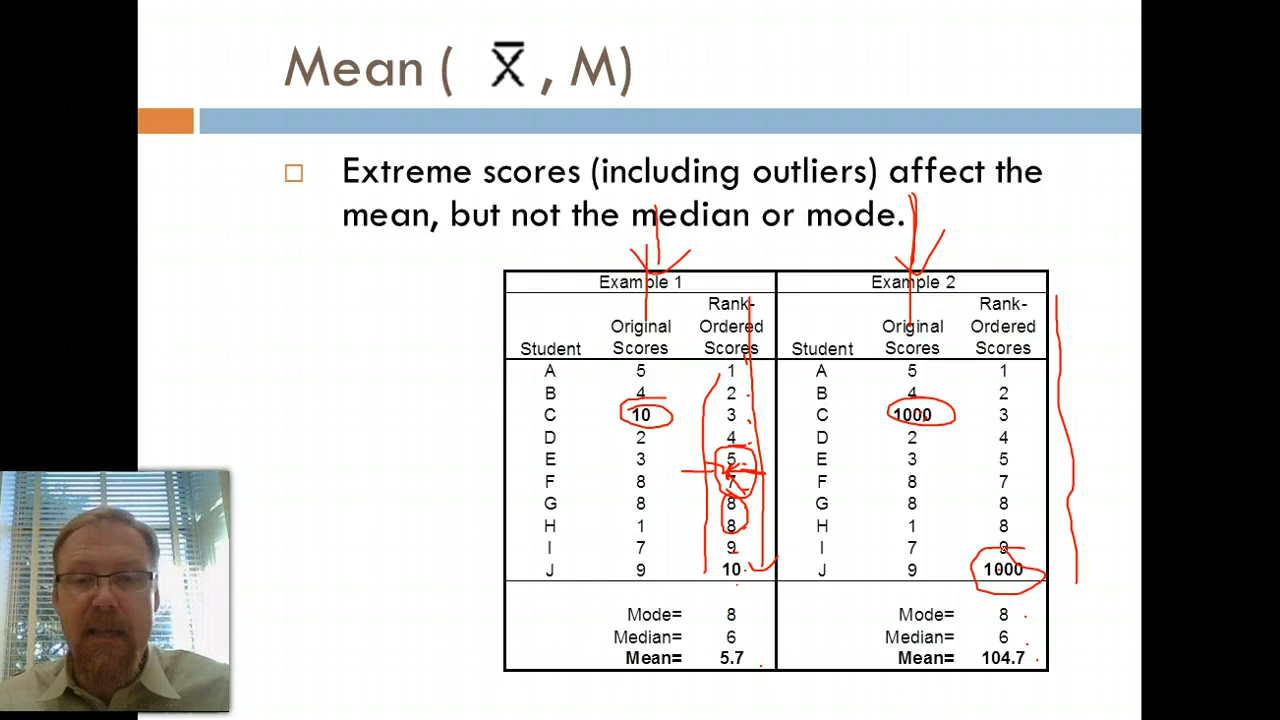 Mean ( X̄ , M)
Extreme scores (including outliers) affect the
mean, but not the median or mode.
Example 1 Example 2
Rank- Rank-
Original Ordered Original Ordered
Student Scores Scores Student Scores Scores
A 5 1 A 5 1
B 4 2 B 4 2
C 10 3 C 1000 3
D 2 4 D 2 4
E 3 5 E 3 5
F 8 7 F 8 7
G 8 8 G 8 8
H 1 8 H 1 8
I 7 9 I 7 9
J 9 10 J 9 1000
Mode= 8 Mode= 8
Median= 6 Median= 6
Mean= 5.7 Mean= 104.7